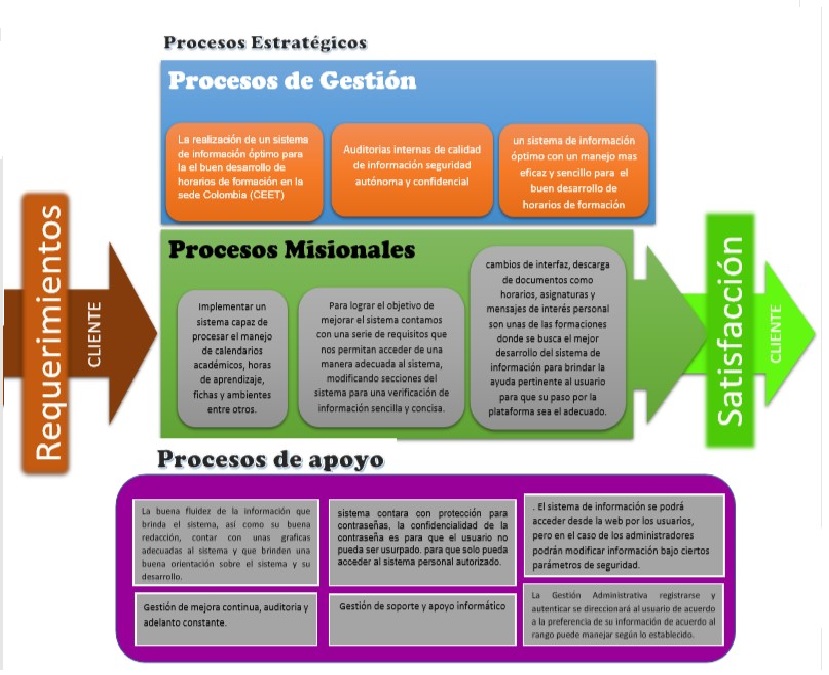 Procesos Estratégicos
Procesos de Gestión
La realización de un sistema
de información óptimo para
la el buen desarrollo de
horarios de formación en la
sede Colombia (CEET)
Auditorias internas de calidad
de información seguridad
autónoma y confidencial
un sistema de información
óptimo con un manejo mas
eficaz y sencillo para el
buen desarrollo de
horarios de formación
Requerimientos
CLIENTE
Procesos Misionales
Implementar un
sistema capaz de
procesar el manejo
de calendarios
académicos, horas
de aprendizaje,
fichas y ambientes
entre otros.
Para lograr el objetivo de
mejorar el sistema contamos
con una serie de requisitos que
nos permitan acceder de una
manera adecuada al sistema,
modificando secciones del
sistema para una verificación de
información sencilla y concisa.
cambios de interfaz, descarga
de documentos como
horarios, asignaturas y
mensajes de interés personal
son unas de las formaciones
donde se busca el mejor
desarrollo del sistema de
información para brindar la
ayuda pertinente al usuario
para que su paso por la
plataforma sea el adecuado.
Satisfacción
CLIENTE
Procesos de apoyo
La buena fluidez de la información que
brinda el sistema, así como su buena
redacción, contar con unas graficas
adecuadas al sistema y que brinden una
buena orientación sobre el sistema y su
desarrollo.
sistema contara con protección para
contraseñas, la confidencialidad de la
contraseña es para que el usuario no
pueda ser usurpado. para que solo pueda
acceder al sistema personal autorizado.
. El sistema de información se podrá
acceder desde la web por los usuarios,
pero en el caso de los administradores
podrán modificar información bajo ciertos
parámetros de seguridad.
Gestión de mejora continua, auditoria y
adelanto constante.
Gestión de soporte y apoyo informático
La Gestión Administrativa registrarse y
autenticar se direccion ará al usuario de acuerdo
a la preferencia de su información de acuerdo al
rango puede manejar según lo establecido.